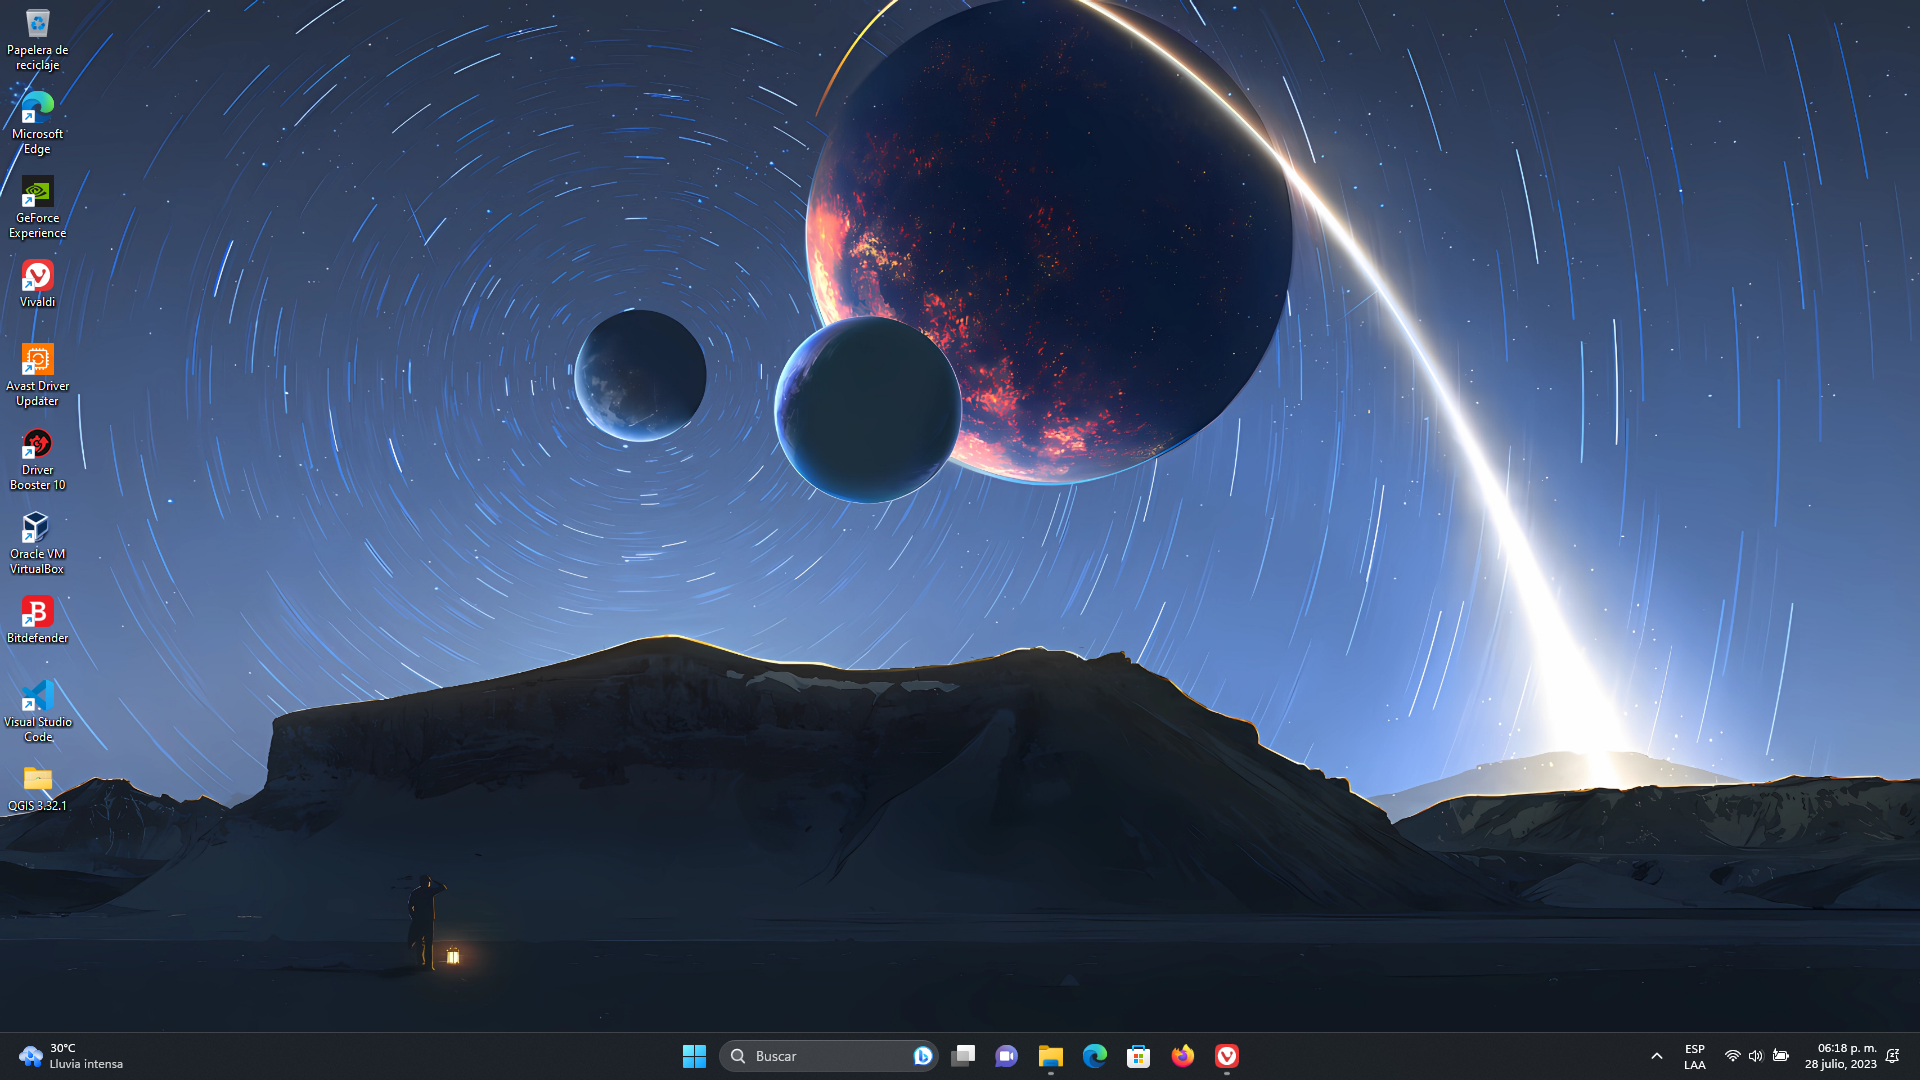 Papelera de
reciclaje
Microsoft
Edge
GeForce
Experience
Vivaldi
Avast Driver
Updater
Driver
Booster 10
Oracle VM
VirtualBox
B
Bitdefender
Visual Studio
Code
QGIS 3.32.1
30°C
Lluvia intensa
Buscar
ESP
LAA
06:18 p. m.
28 julio, 2023